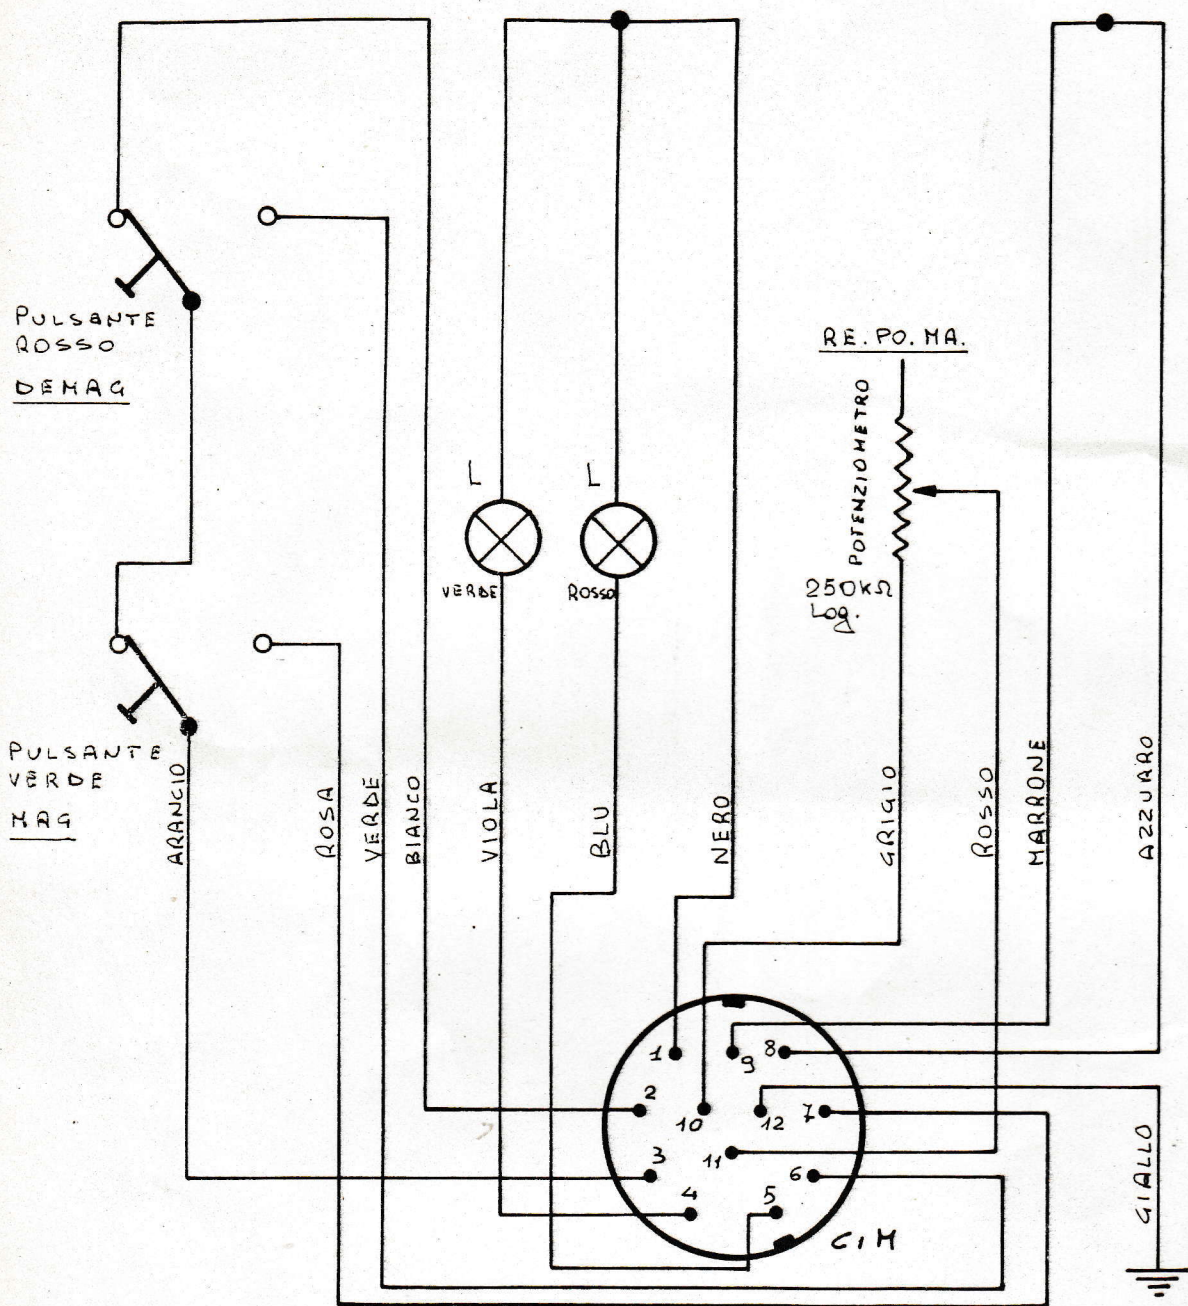 PULSANTE
ROSSO
DEMAG
PULSANTE
VERDE
MAG
L
L
VERDE
ROSSO
RE. PO. MA.
POTENZIOMETRO
250KΩ
Log.
ARANCIO
ROSA
VERDE
BIANCO
VIOLA
BLU
NERO
GRIGIO
ROSSO
MARRONE
AZZURRO
GIALLO
1
9
8
2
10
12
7
3
11
6
4
5
C1M